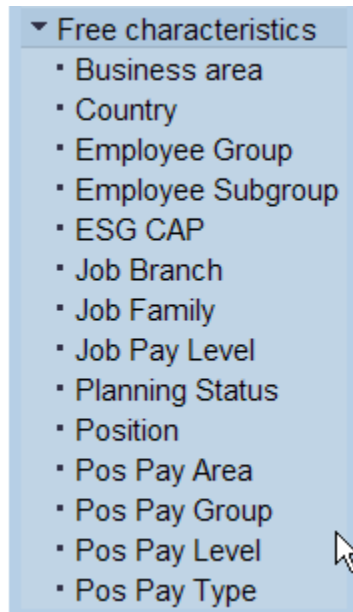 Free characteristics
Business area
Country
Employee Group
Employee Subgroup
ESG CAP
Job Branch
Job Family
Job Pay Level
Planning Status
Position
Pos Pay Area
Pos Pay Group
Pos Pay Level
Pos Pay Type